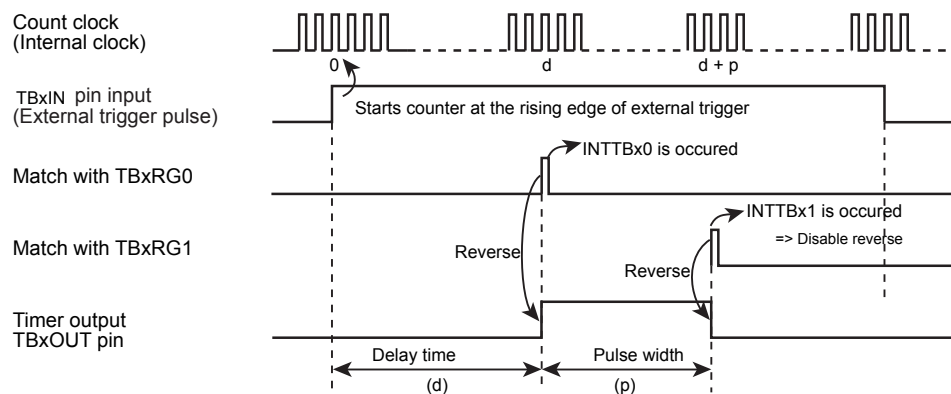 Count clock
(Internal clock)
0
d
d + p
TBxIN pin input
(External trigger pulse)
Starts counter at the rising edge of external trigger
INTTBx0 is occured
Match with TBxRG0
INTTBx1 is occured
=> Disable reverse
Match with TBxRG1
Reverse
Reverse
Timer output
TBxOUT pin
Delay time
Pulse width
(d)
(p)